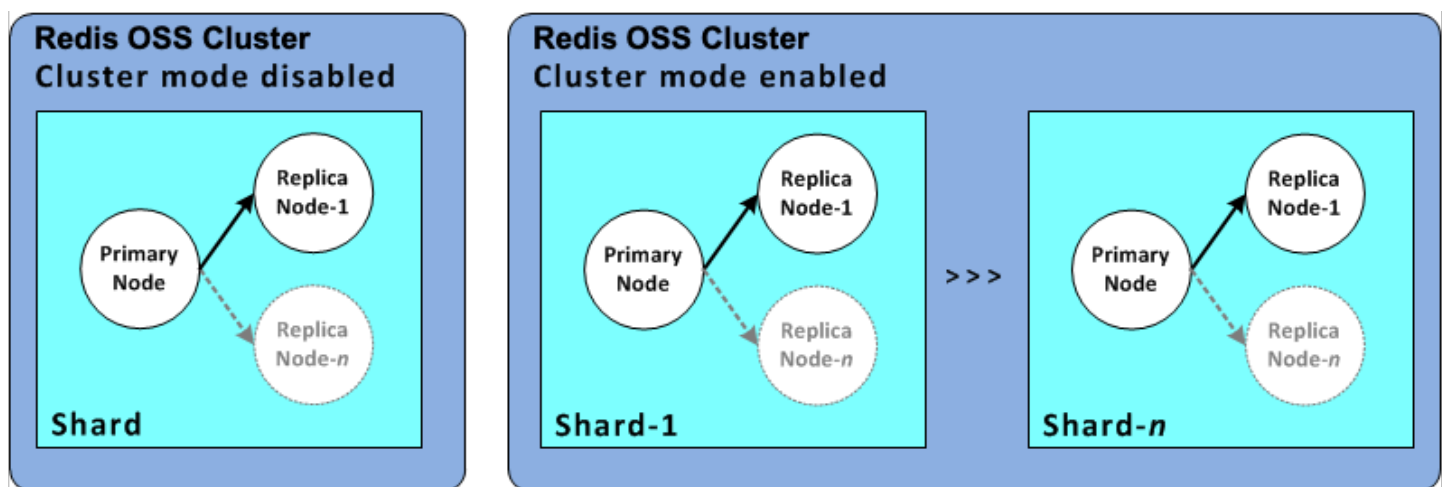 Redis OSS Cluster
Cluster mode disabled
Primary
Node
Replica
Node-1
Replica
Node-n
Shard
Redis OSS Cluster
Cluster mode enabled
Primary
Node
Replica
Node-1
Replica
Node-n
Shard-1
>>>
Primary
Node
Replica
Node-1
Replica
Node-n
Shard-n